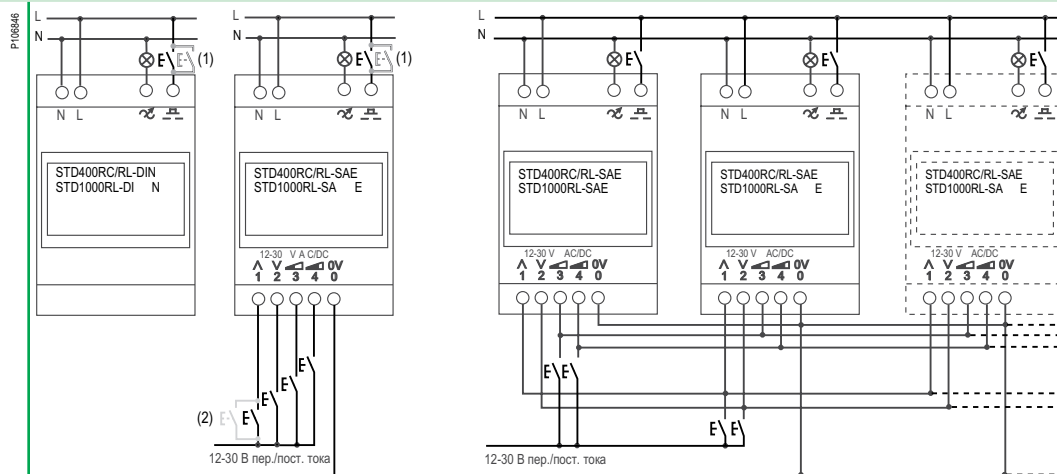 P106846
L
N
(1)
N L
STD400RC/RL-DIN
STD1000RL-DI N
L
N
(1)
N L
STD400RC/RL-SAE
STD1000RL-SA E
12-30 V A C/DC
0V
1 2 3 4 0
(2)
12-30 В пер./пост. тока
L
N
N L
STD400RC/RL-SAE
STD1000RL-SAE
12-30 V AC/DC
0V
1 2 3 4 0
N L
STD400RC/RL-SAE
STD1000RL-SA E
12-30 V AC/DC
0V
1 2 3 4 0
N L
STD400RC/RL-SAE
STD1000RL-SA E
12-30 V AC/DC
0V
1 2 3 4 0
12-30 В пер./пост. тока